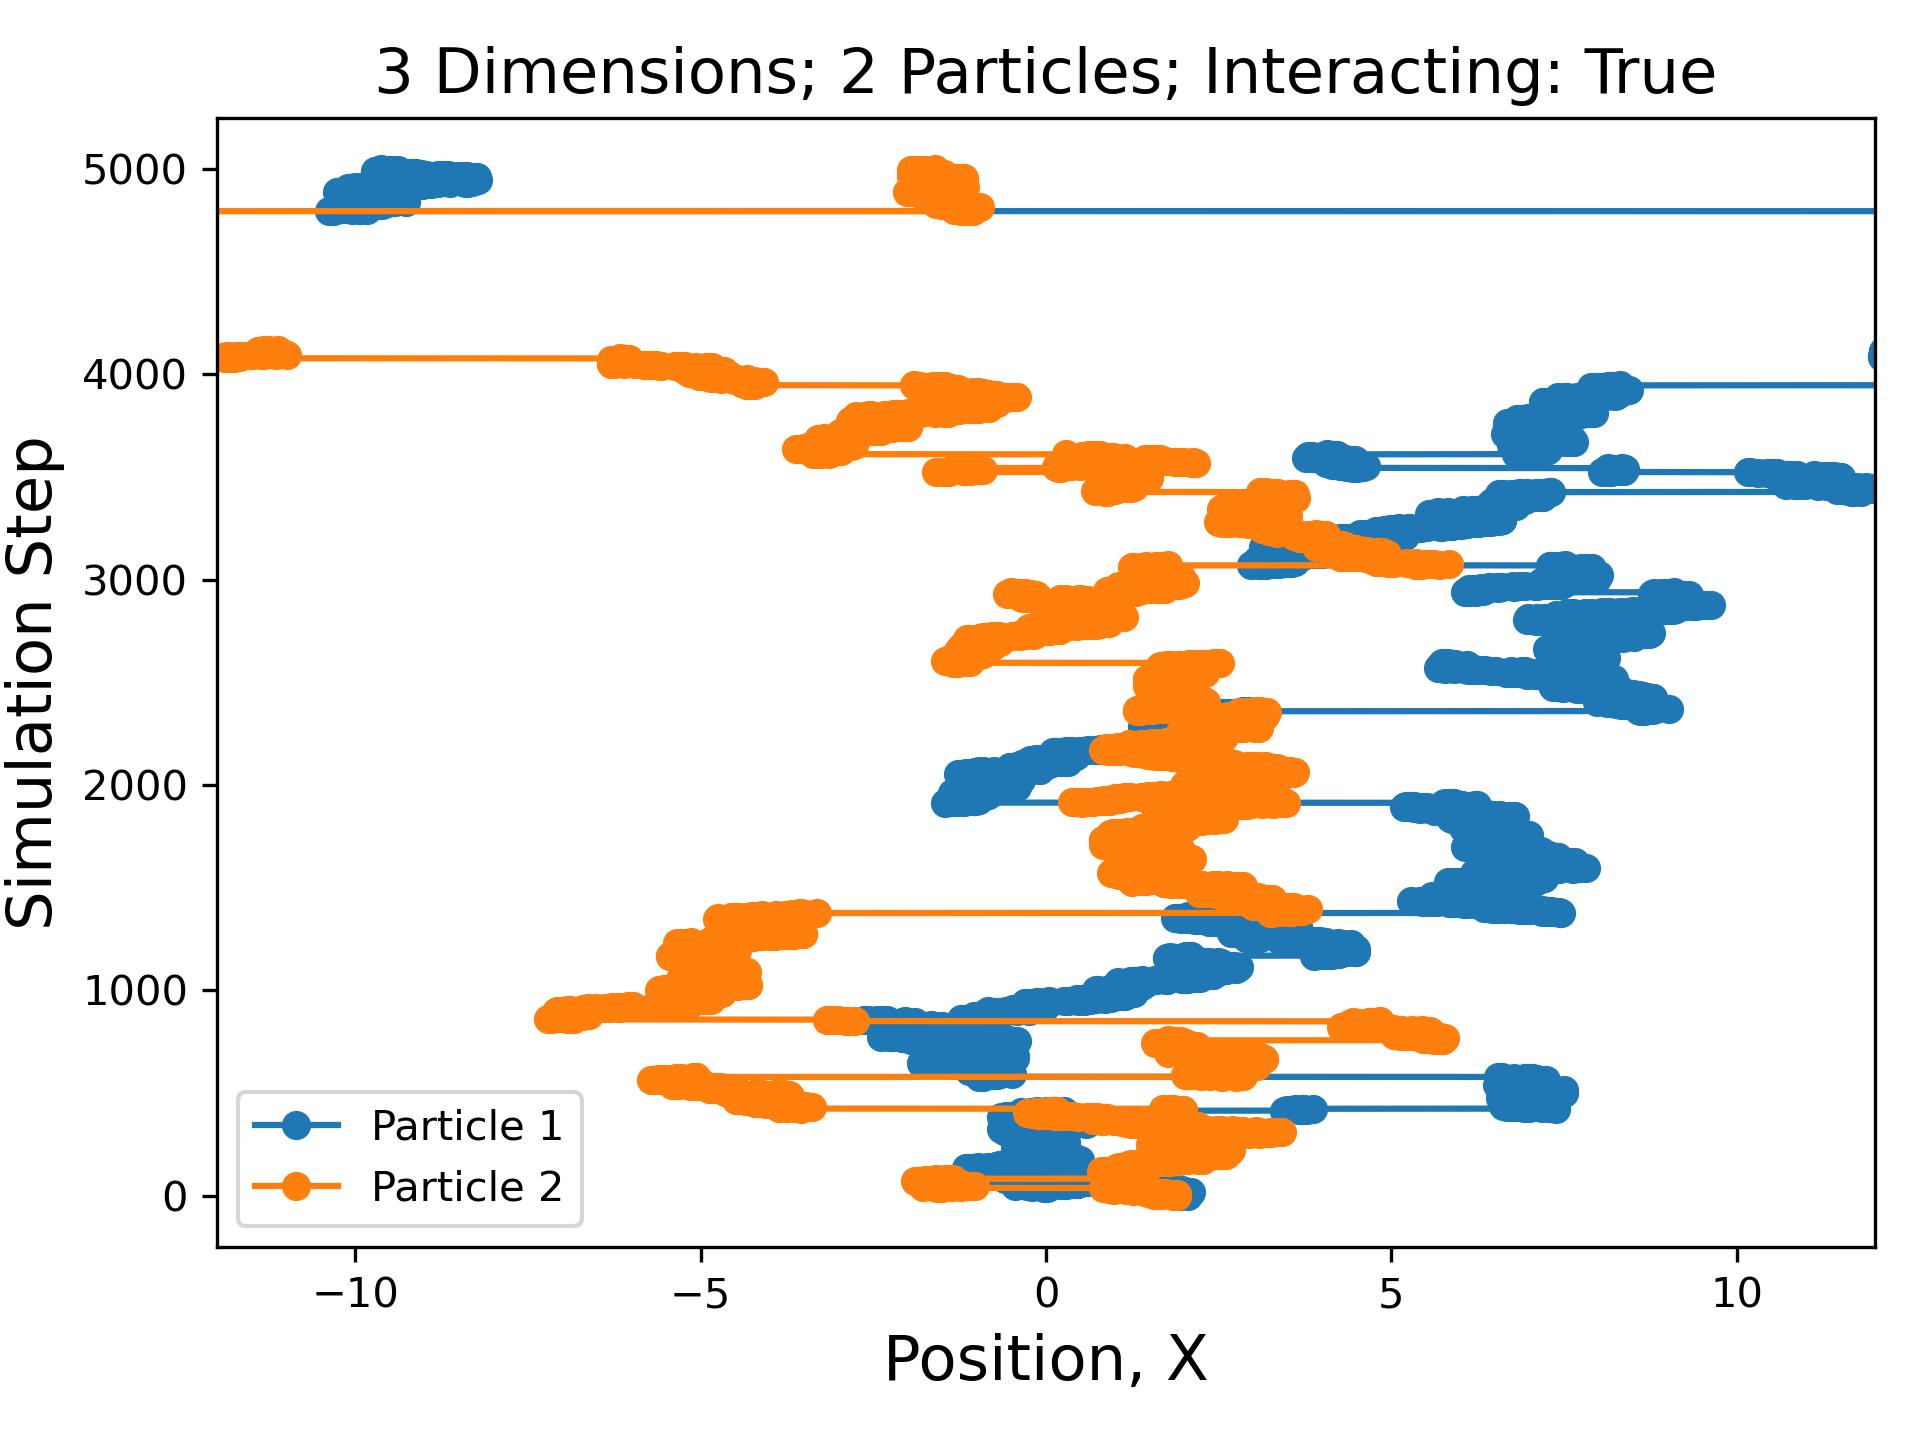 3 Dimensions; 2 Particles; Interacting: True
Simulation Step
5000
4000
3000
2000
1000
0
Particle 1
Particle 2
−10
−5
0
5
10
Position, X